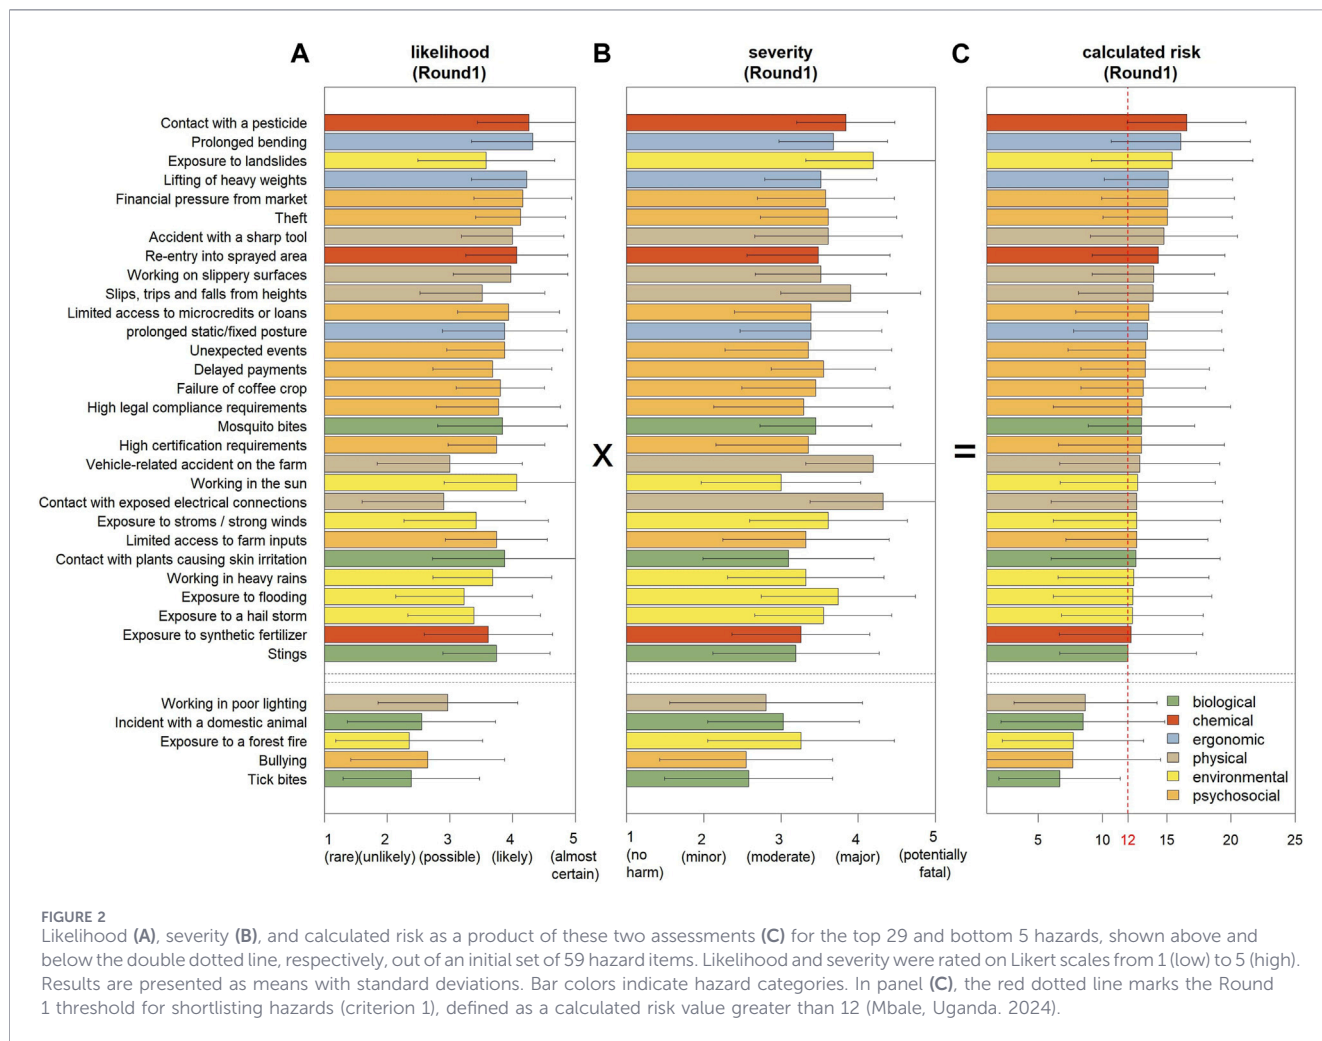 A
likelihood
(Round1)
B
severity
(Round1)
C
calculated risk
(Round1)
Contact with a pesticide
Prolonged bending
Exposure to landslides
Lifting of heavy weights
Financial pressure from market
Theft
Accident with a sharp tool
Re-entry into sprayed area
Working on slippery surfaces
Slips, trips and falls from heights
Limited access to microcredits or loans
prolonged static/fixed posture
Unexpected events
Delayed payments
Failure of coffee crop
High legal compliance requirements
Mosquito bites
High certification requirements
Vehicle-related accident on the farm
Working in the sun
Contact with exposed electrical connections
Exposure to stroms / strong winds
Limited access to farm inputs
Contact with plants causing skin irritation
Working in heavy rains
Exposure to flooding
Exposure to a hail storm
Exposure to synthetic fertilizer
Stings
Working in poor lighting
Incident with a domestic animal
Exposure to a forest fire
Bullying
Tick bites
X
=
biological
chemical
ergonomic
physical
environmental
psychosocial
1 2 3 4 5
(rare) (unlikely) (possible) (likely) (almost
certain)
1 2 3 4 5
(no
harm) (minor) (moderate) (major) (potentially
fatal)
5 10 12 15 20 25
FIGURE 2
Likelihood (A), severity (B), and calculated risk as a product of these two assessments (C) for the top 29 and bottom 5 hazards, shown above and
below the double dotted line, respectively, out of an initial set of 59 hazard items. Likelihood and severity were rated on Likert scales from 1 (low) to 5 (high).
Results are presented as means with standard deviations. Bar colors indicate hazard categories. In panel (C), the red dotted line marks the Round
1 threshold for shortlisting hazards (criterion 1), defined as a calculated risk value greater than 12 (Mbale, Uganda. 2024).